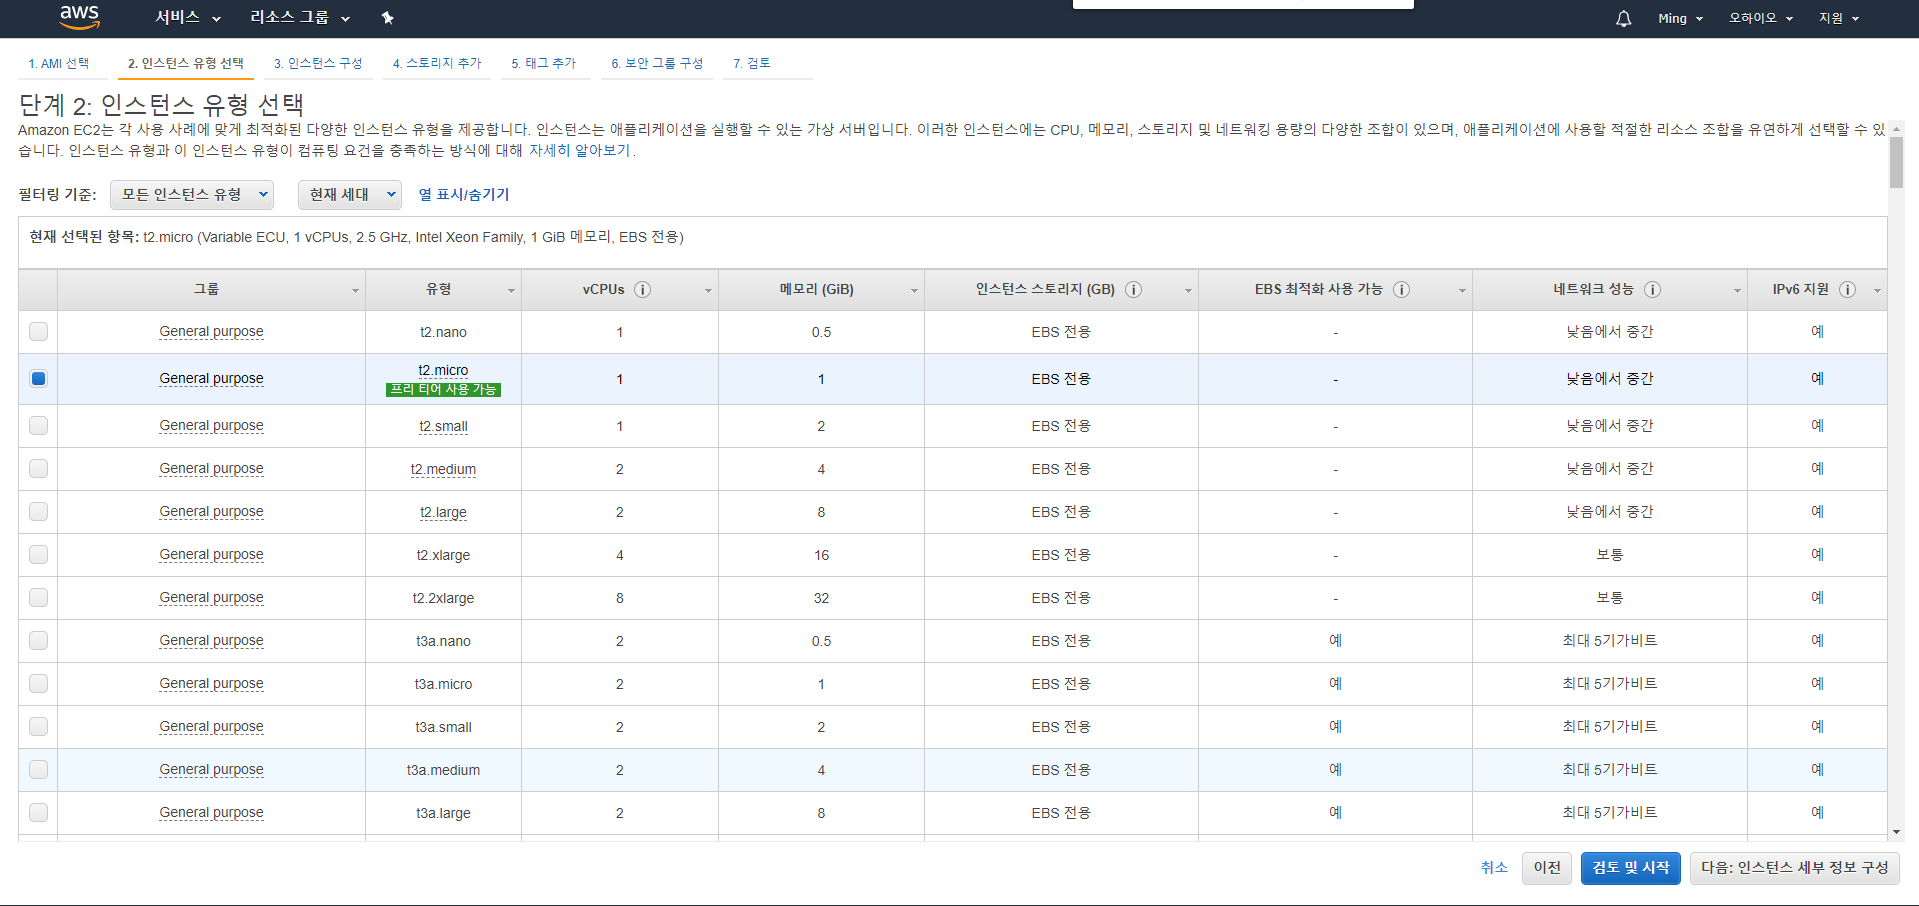 aws 서비스 리소스 그룹 Ming 오하이오 지원
1. AMI 선택 2. 인스턴스 유형 선택 3. 인스턴스 구성 4. 스토리지 추가 5. 태그 추가 6. 보안 그룹 구성 7. 검토
단계 2: 인스턴스 유형 선택
Amazon EC2는 각 사용 사례에 맞게 최적화된 다양한 인스턴스 유형을 제공합니다. 인스턴스는 애플리케이션을 실행할 수 있는 가상 서버입니다. 이러한 인스턴스에는 CPU, 메모리, 스토리지 및 네트워킹 용량의 다양한 조합이 있으며, 애플리케이션에 사용할 적절한 리소스 조합을 유연하게 선택할 수 있
습니다. 인스턴스 유형과 이 인스턴스 유형이 컴퓨팅 요건을 충족하는 방식에 대해 자세히 알아보기.
필터링 기준: 모든 인스턴스 유형 현재 세대 열 표시/숨기기
현재 선택된 항목: t2.micro (Variable ECU, 1 vCPUs, 2.5 GHz, Intel Xeon Family, 1 GiB 메모리, EBS 전용)
그룹 유형 vCPUs i 메모리 (GiB) 인스턴스 스토리지 (GB) i EBS 최적화 사용 가능 i 네트워크 성능 i IPv6 지원 i
General purpose t2.nano 1 0.5 EBS 전용 - 낮음에서 중간 예
General purpose t2.micro 1 1 EBS 전용 - 낮음에서 중간 예
프리 티어 사용 가능
General purpose t2.small 1 2 EBS 전용 - 낮음에서 중간 예
General purpose t2.medium 2 4 EBS 전용 - 낮음에서 중간 예
General purpose t2.large 2 8 EBS 전용 - 낮음에서 중간 예
General purpose t2.xlarge 4 16 EBS 전용 - 보통 예
General purpose t2.2xlarge 8 32 EBS 전용 - 보통 예
General purpose t3a.nano 2 0.5 EBS 전용 예 최대 5기가비트 예
General purpose t3a.micro 2 1 EBS 전용 예 최대 5기가비트 예
General purpose t3a.small 2 2 EBS 전용 예 최대 5기가비트 예
General purpose t3a.medium 2 4 EBS 전용 예 최대 5기가비트 예
General purpose t3a.large 2 8 EBS 전용 예 최대 5기가비트 예
취소 이전 검토 및 시작 다음: 인스턴스 세부 정보 구성